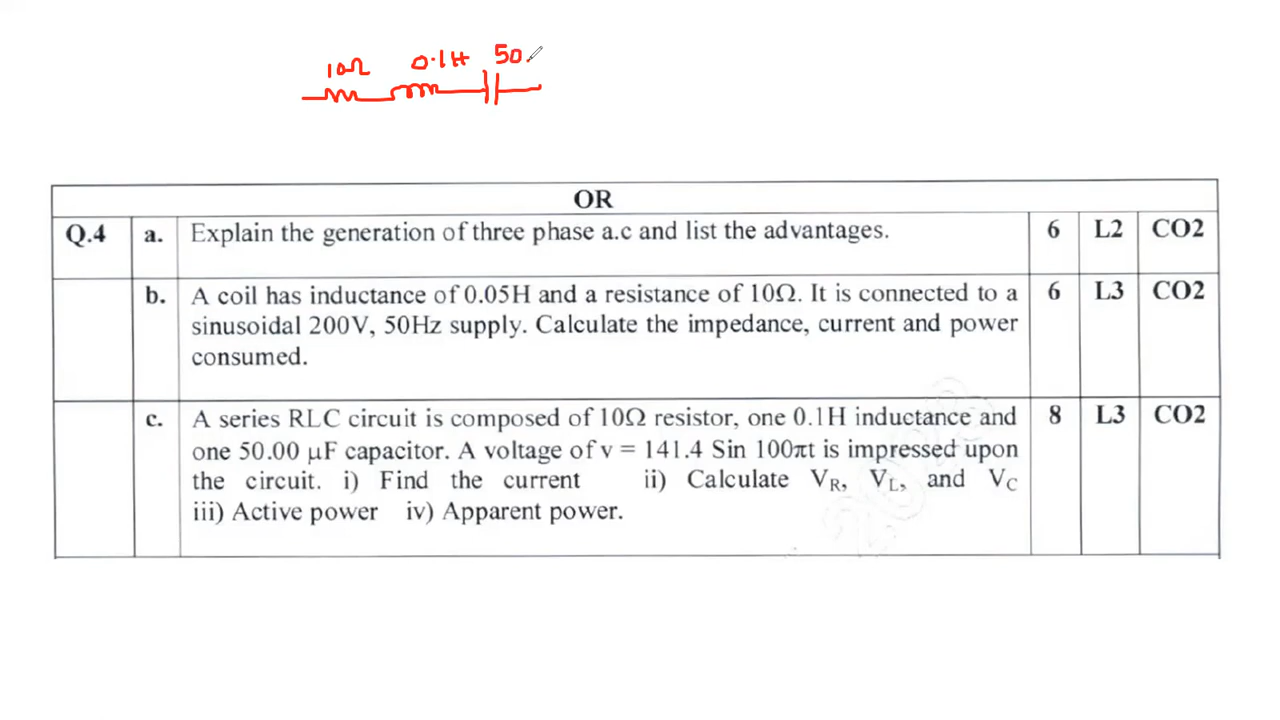 10Ω 0.1H 50
OR
Q.4 a. Explain the generation of three phase a.c and list the advantages. 6 L2 CO2
b. A coil has inductance of 0.05H and a resistance of 10Ω. It is connected to a 6 L3 CO2
sinusoidal 200V, 50Hz supply. Calculate the impedance, current and power
consumed.
c. A series RLC circuit is composed of 10Ω resistor, one 0.1H inductance and 8 L3 CO2
one 50.00 μF capacitor. A voltage of v = 141.4 Sin 100πt is impressed upon
the circuit. i) Find the current ii) Calculate VR, VL, and VC
iii) Active power iv) Apparent power.